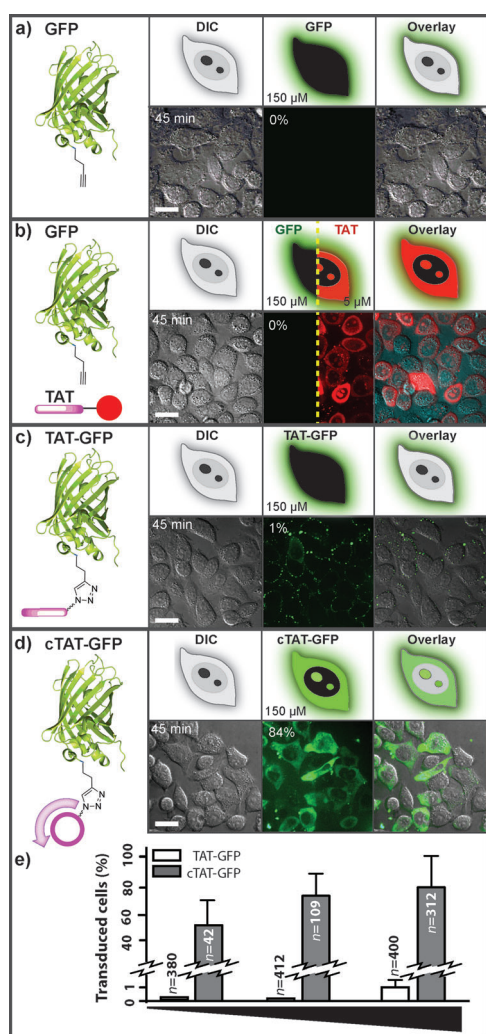 a) GFP
DIC
GFP
Overlay
150 µM
45 min
0%
b) GFP
DIC
GFP TAT
Overlay
150 µM
5 µM
TAT
45 min
0%
c) TAT-GFP
DIC
TAT-GFP
Overlay
150 µM
45 min
1%
N N N
d) cTAT-GFP
DIC
cTAT-GFP
Overlay
150 µM
45 min
84%
N N N
e)
TAT-GFP
cTAT-GFP
Transduced cells (%)
100
80
60
40
1
0
n=380
n=42
n=412
n=109
n=400
n=312